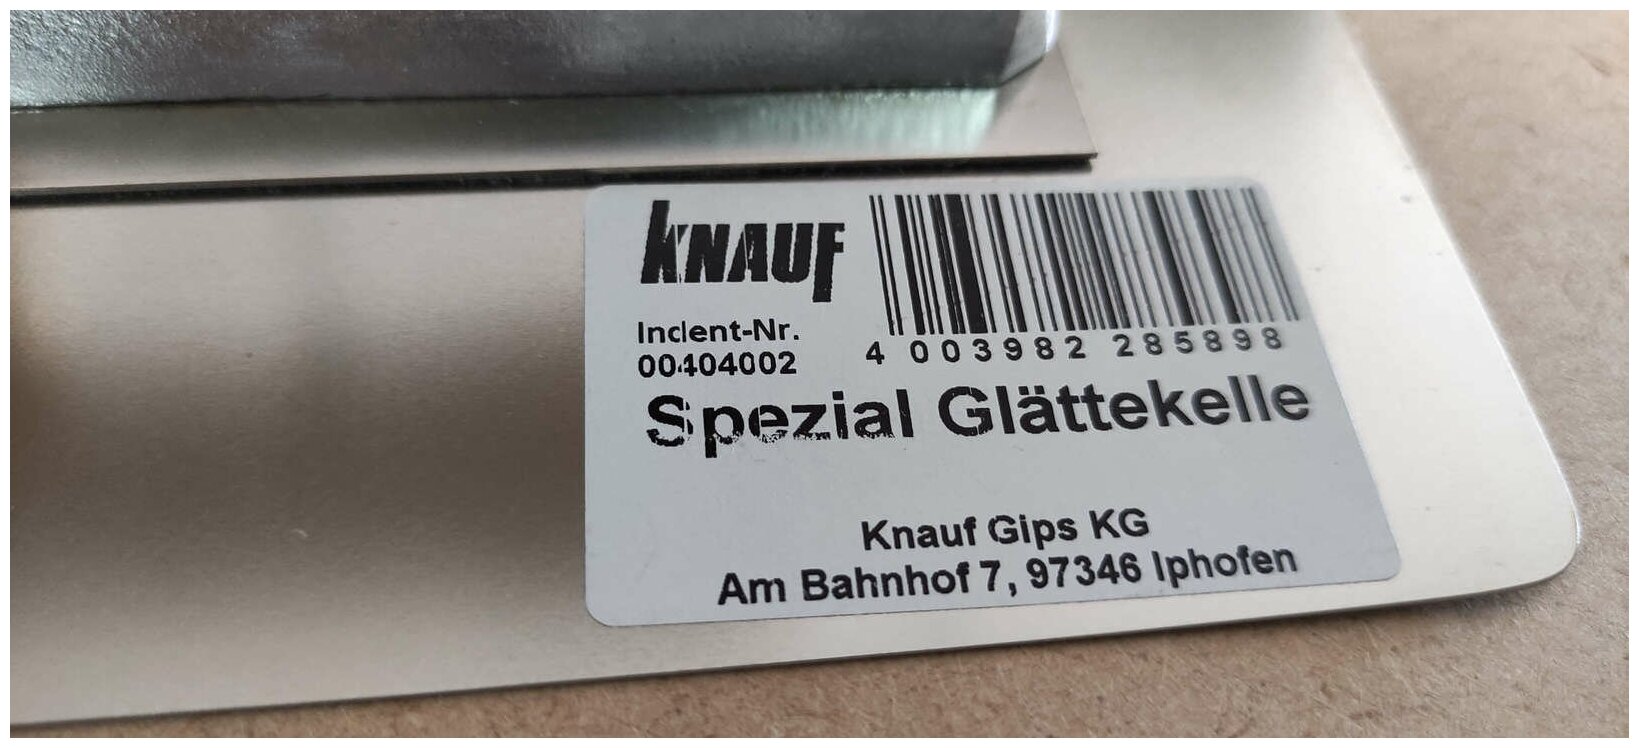 KNAUF
Indent-Nr.
00404002
4 003982 285898
Spezial Glättekelle
Knauf Gips KG
Am Bahnhof 7, 97346 Iphofen